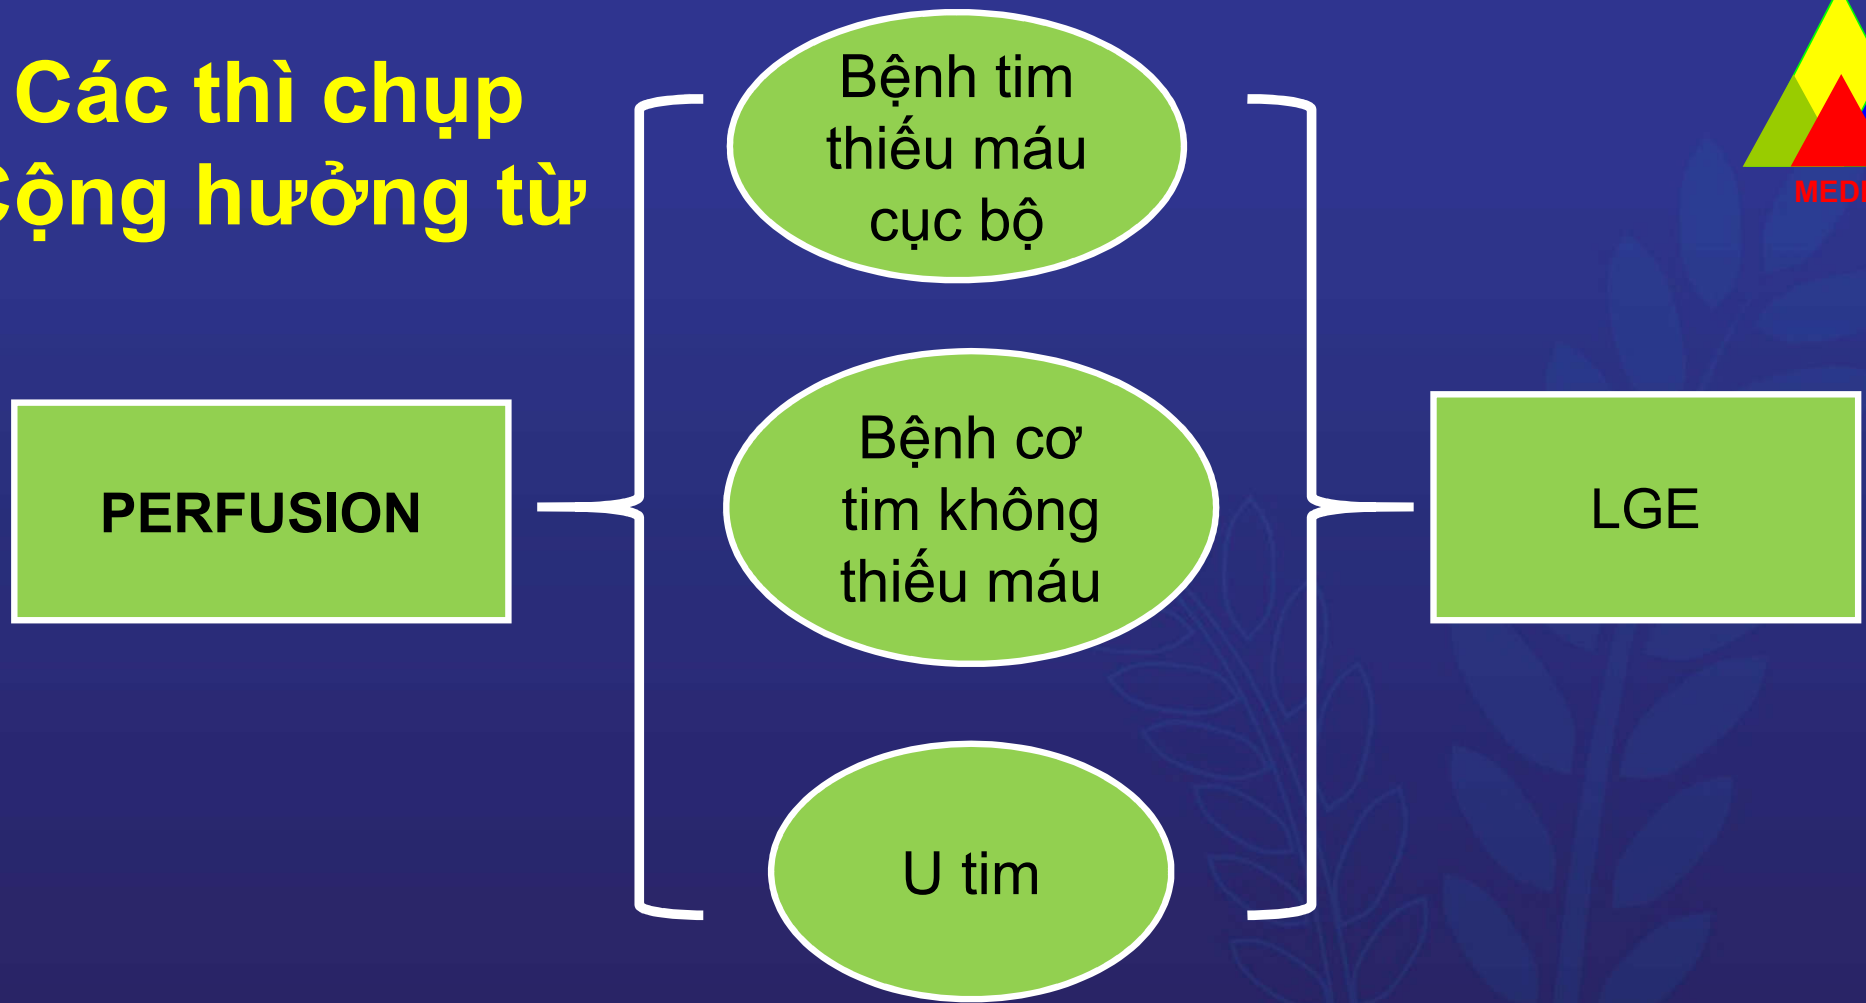 Các thì chụp
Cộng hưởng từ
Bệnh tim
thiếu máu
cục bộ
PERFUSION
Bệnh cơ
tim không
thiếu máu
LGE
U tim